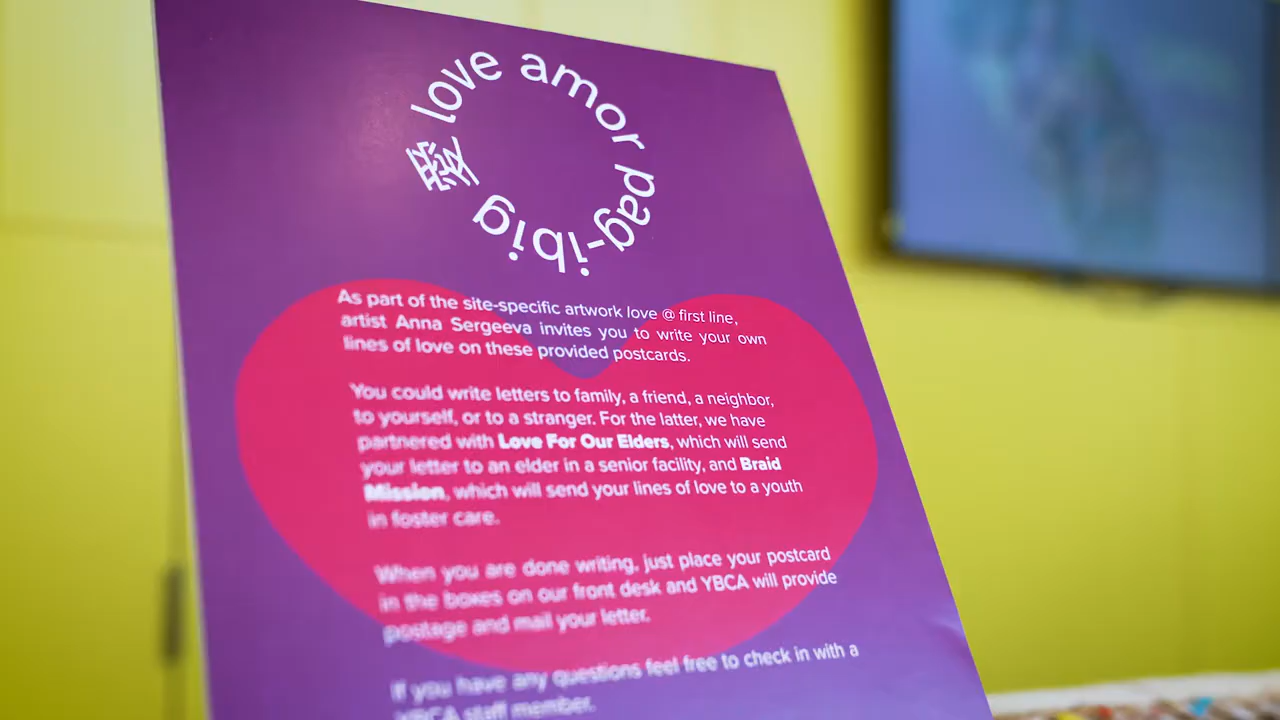 love amor pag-ibig 愛
As part of the site-specific artwork love @ first line,
artist Anna Sergeeva invites you to write your own
lines of love on these provided postcards.
You could write letters to family, a friend, a neighbor,
to yourself, or to a stranger. For the latter, we have
partnered with Love For Our Elders, which will send
your letter to an elder in a senior facility, and Braid
Mission, which will send your lines of love to a youth
in foster care.
When you are done writing, just place your postcard
in the boxes on our front desk and YBCA will provide
postage and mail your letter.
If you have any questions feel free to check in with a
YBCA staff member.